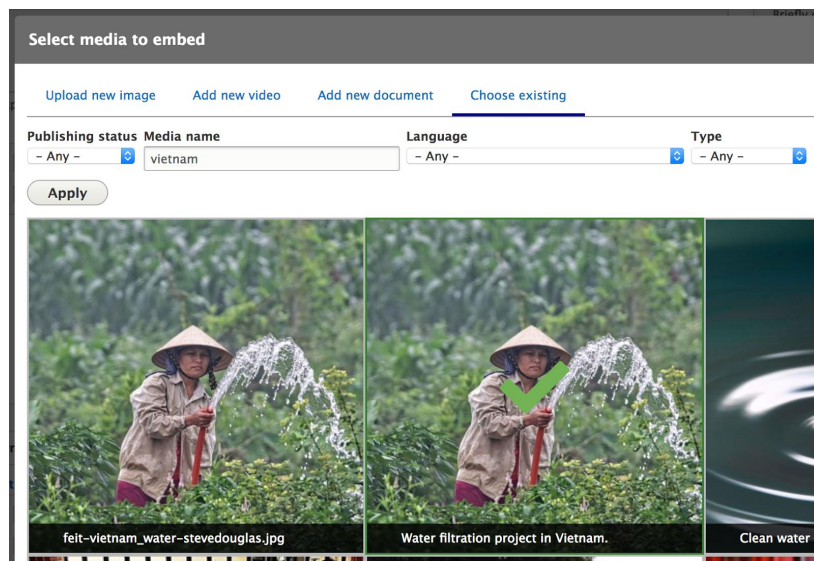 Select media to embed
Upload new image Add new video Add new document Choose existing
Publishing status Media name Language Type
– Any – vietnam – Any – – Any –
Apply
feit-vietnam_water-stevedouglas.jpg Water filtration project in Vietnam. Clean water